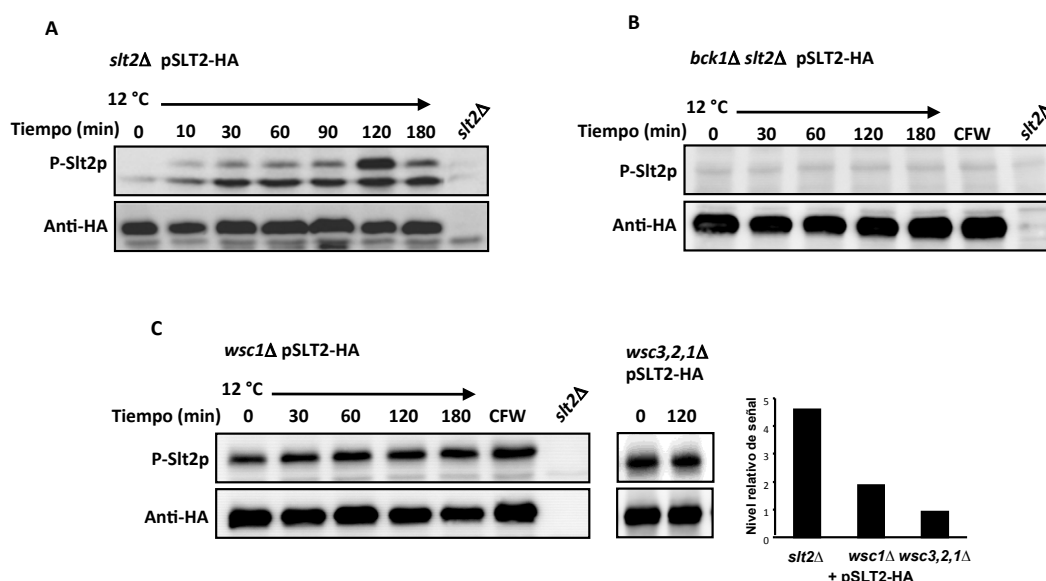 A
slt2Δ pSLT2-HA
12 °C
Tiempo (min) 0 10 30 60 90 120 180 slt2Δ
P-Slt2p
Anti-HA
B
bck1Δ slt2Δ pSLT2-HA
12 °C
Tiempo (min) 0 30 60 120 180 CFW slt2Δ
P-Slt2p
Anti-HA
C
wsc1Δ pSLT2-HA
12 °C
Tiempo (min) 0 30 60 120 180 CFW slt2Δ
P-Slt2p
Anti-HA
wsc3,2,1Δ
pSLT2-HA
0 120
Nivel relativo de señal
5
4
3
2
1
0
slt2Δ wsc1Δ wsc3,2,1Δ
+ pSLT2-HA